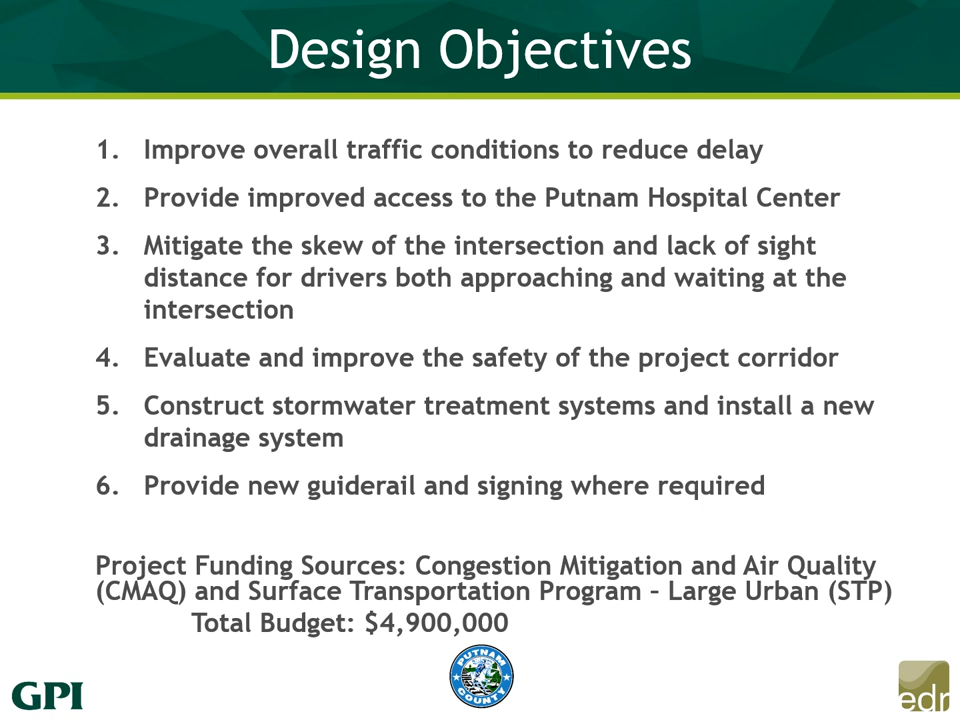 Design Objectives
1. Improve overall traffic conditions to reduce delay
2. Provide improved access to the Putnam Hospital Center
3. Mitigate the skew of the intersection and lack of sight
distance for drivers both approaching and waiting at the
intersection
4. Evaluate and improve the safety of the project corridor
5. Construct stormwater treatment systems and install a new
drainage system
6. Provide new guiderail and signing where required
Project Funding Sources: Congestion Mitigation and Air Quality
(CMAQ) and Surface Transportation Program – Large Urban (STP)
Total Budget: $4,900,000
GPI
PUTNAM
COUNTY
edr